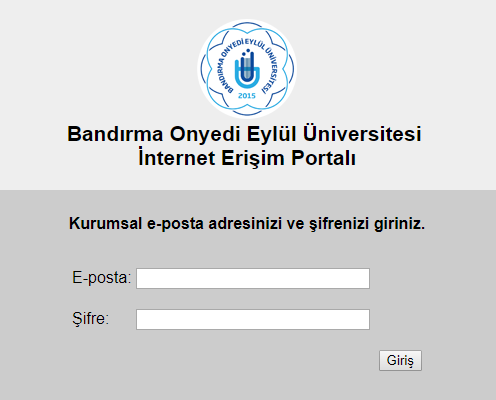 BANDIRMA ONYEDİ EYLÜL ÜNİVERSİTESİ
2015
Bandırma Onyedi Eylül Üniversitesi
İnternet Erişim Portalı
Kurumsal e-posta adresinizi ve şifrenizi giriniz.
E-posta:
Şifre:
Giriş